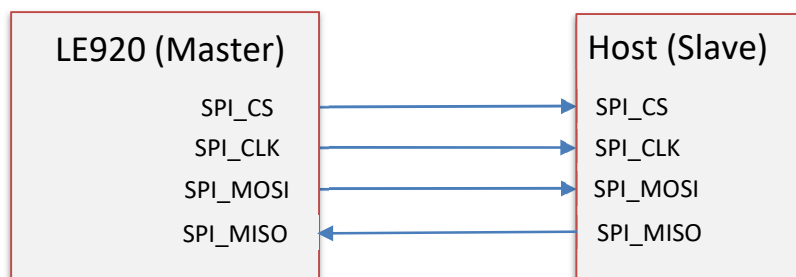 LE920 (Master)
Host (Slave)
SPI_CS
SPI_CS
SPI_CLK
SPI_CLK
SPI_MOSI
SPI_MOSI
SPI_MISO
SPI_MISO